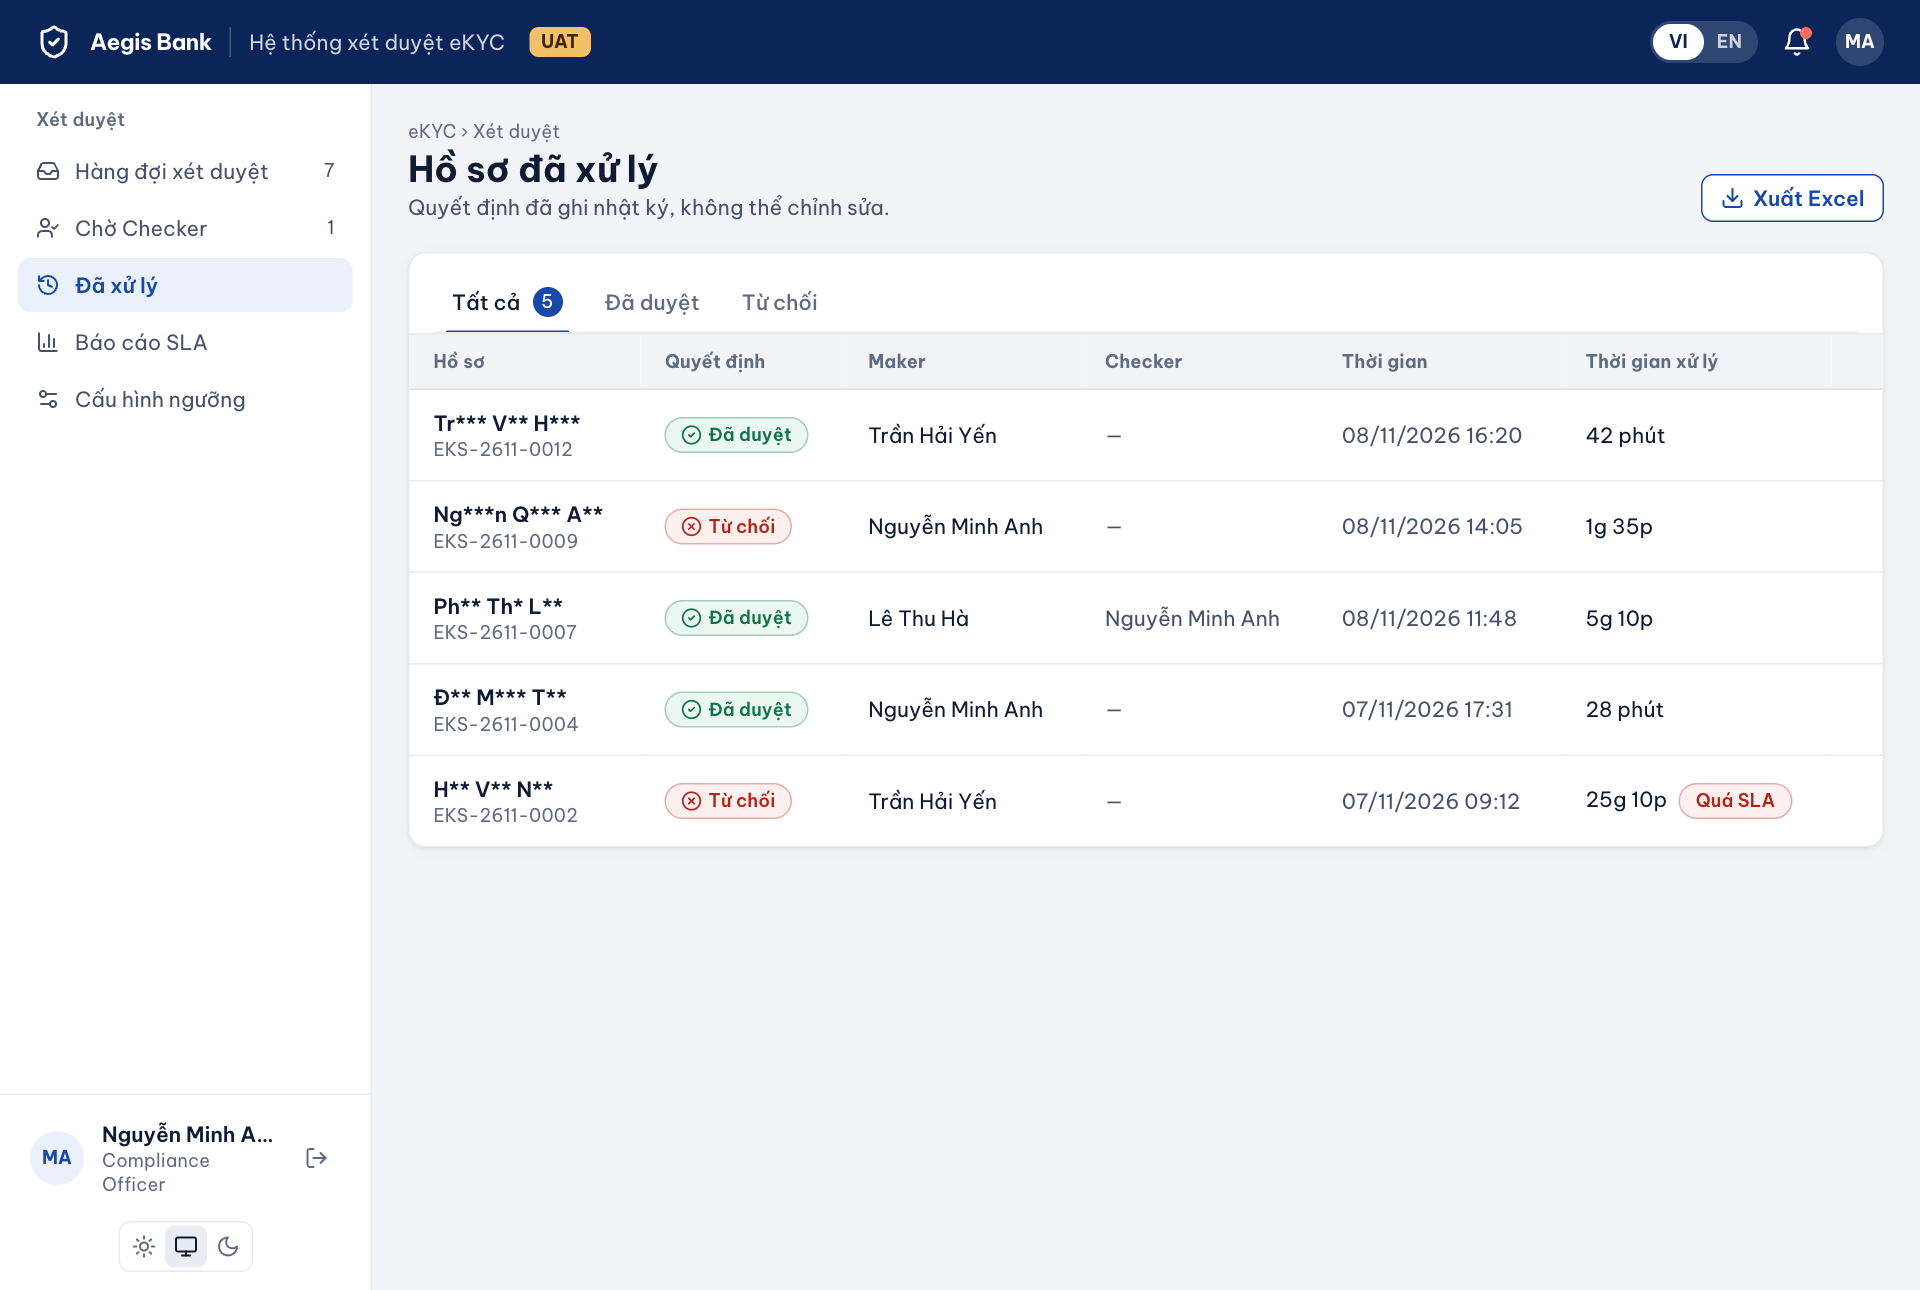 Aegis Bank
Hệ thống xét duyệt eKYC
UAT
VI
EN
MA
Xét duyệt
Hàng đợi xét duyệt 7
Chờ Checker 1
Đã xử lý
Báo cáo SLA
Cấu hình ngưỡng
eKYC › Xét duyệt
Hồ sơ đã xử lý
Quyết định đã ghi nhật ký, không thể chỉnh sửa.
Xuất Excel
Tất cả 5 Đã duyệt Từ chối
Hồ sơ Quyết định Maker Checker Thời gian Thời gian xử lý
Tr*** V** H***
EKS-2611-0012
Đã duyệt Trần Hải Yến — 08/11/2026 16:20 42 phút
Ng***n Q*** A**
EKS-2611-0009
Từ chối Nguyễn Minh Anh — 08/11/2026 14:05 1g 35p
Ph** Th* L**
EKS-2611-0007
Đã duyệt Lê Thu Hà Nguyễn Minh Anh 08/11/2026 11:48 5g 10p
Đ** M*** T**
EKS-2611-0004
Đã duyệt Nguyễn Minh Anh — 07/11/2026 17:31 28 phút
H** V** N**
EKS-2611-0002
Từ chối Trần Hải Yến — 07/11/2026 09:12 25g 10p Quá SLA
MA
Nguyễn Minh A...
Compliance
Officer